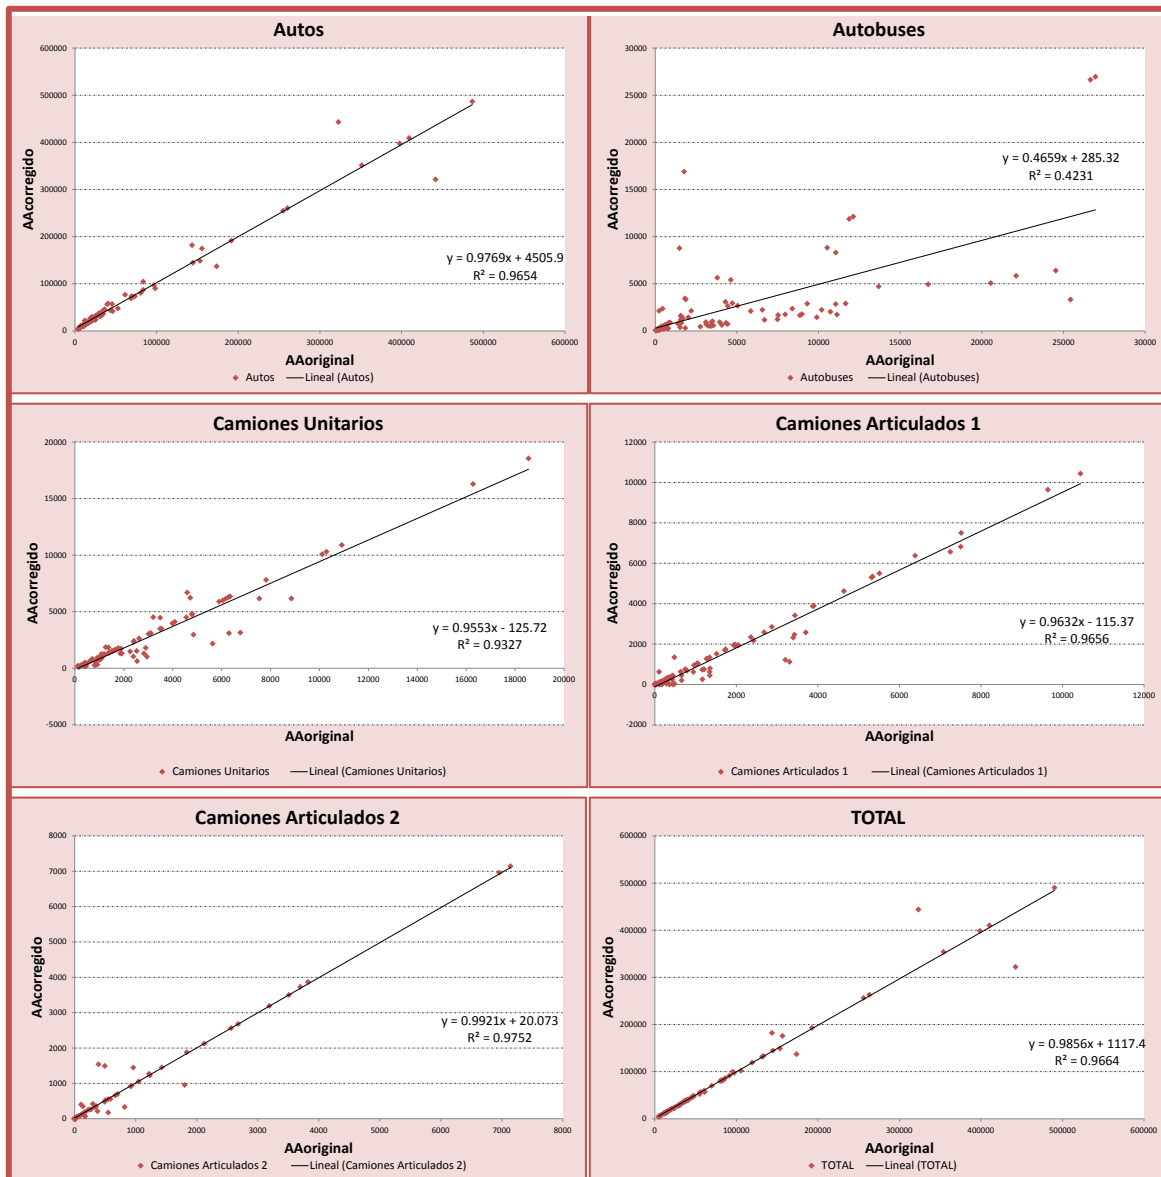 Autos
600000
500000
400000
300000
200000
100000
0
0 100000 200000 300000 400000 500000 600000
AAcorregido
AAoriginal
y = 0.9769x + 4505.9
R² = 0.9654
Autos Lineal (Autos)
Autobuses
30000
25000
20000
15000
10000
5000
0
0 5000 10000 15000 20000 25000 30000
AAcorregido
AAoriginal
y = 0.4659x + 285.32
R² = 0.4231
Autobuses Lineal (Autobuses)
Camiones Unitarios
20000
15000
10000
5000
0
-5000
0 2000 4000 6000 8000 10000 12000 14000 16000 18000 20000
AAcorregido
AAoriginal
y = 0.9553x - 125.72
R² = 0.9327
Camiones Unitarios Lineal (Camiones Unitarios)
Camiones Articulados 1
12000
10000
8000
6000
4000
2000
0
-2000
0 2000 4000 6000 8000 10000 12000
AAcorregido
AAoriginal
y = 0.9632x - 115.37
R² = 0.9656
Camiones Articulados 1 Lineal (Camiones Articulados 1)
Camiones Articulados 2
8000
7000
6000
5000
4000
3000
2000
1000
0
0 1000 2000 3000 4000 5000 6000 7000 8000
AAcorregido
AAoriginal
y = 0.9921x + 20.073
R² = 0.9752
Camiones Articulados 2 Lineal (Camiones Articulados 2)
TOTAL
600000
500000
400000
300000
200000
100000
0
0 100000 200000 300000 400000 500000 600000
AAcorregido
AAoriginal
y = 0.9856x + 1117.4
R² = 0.9664
TOTAL Lineal (TOTAL)